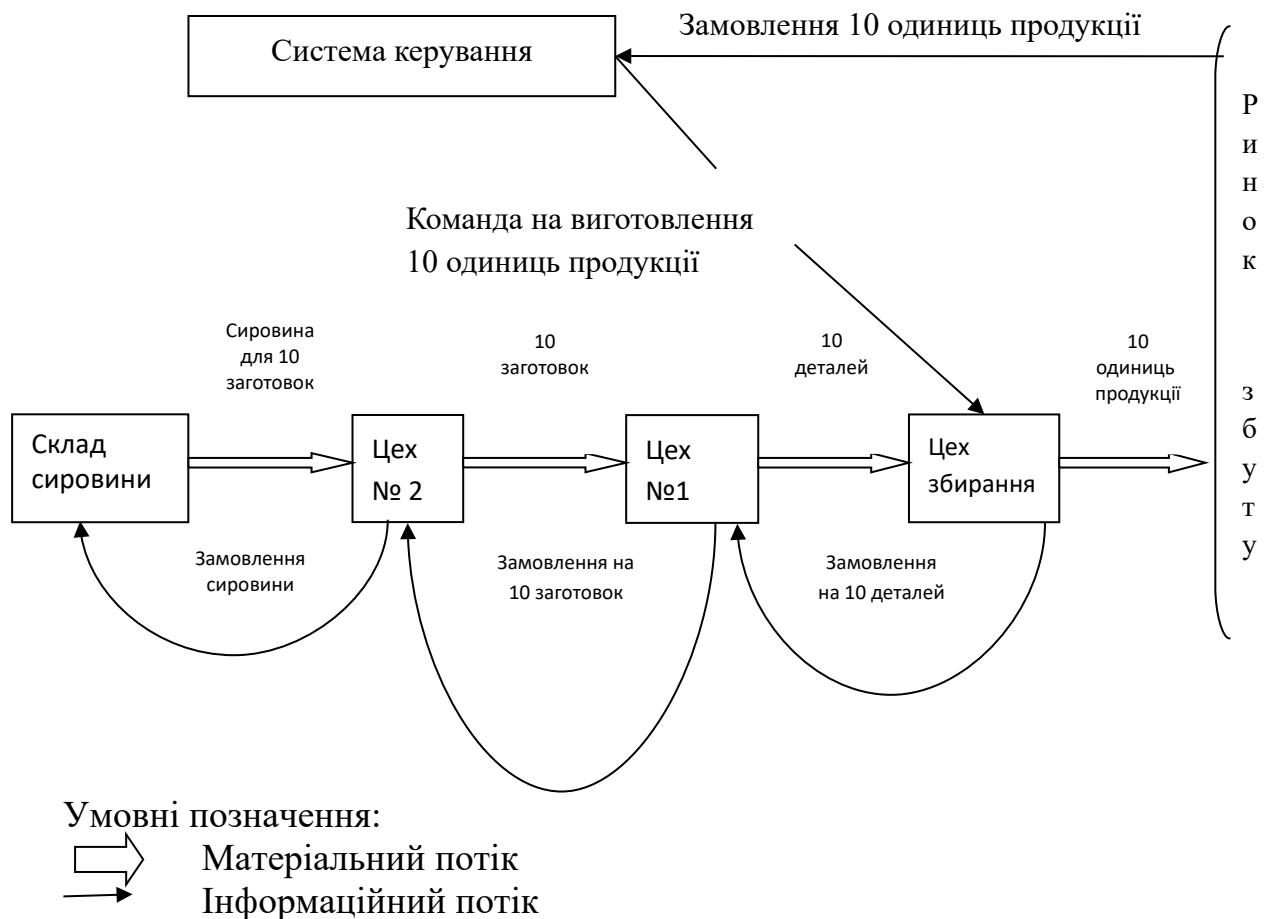 Замовлення 10 одиниць продукції
Система керування
Ринок збуту
Команда на виготовлення
10 одиниць продукції
Сировина
для 10
заготовок
10
заготовок
10
деталей
10
одиниць
продукції
Склад
сировини
Цех
№ 2
Цех
№1
Цех
збирання
Замовлення
сировини
Замовлення на
10 заготовок
Замовлення
на 10 деталей
Умовні позначення:
Матеріальний потік
Інформаційний потік